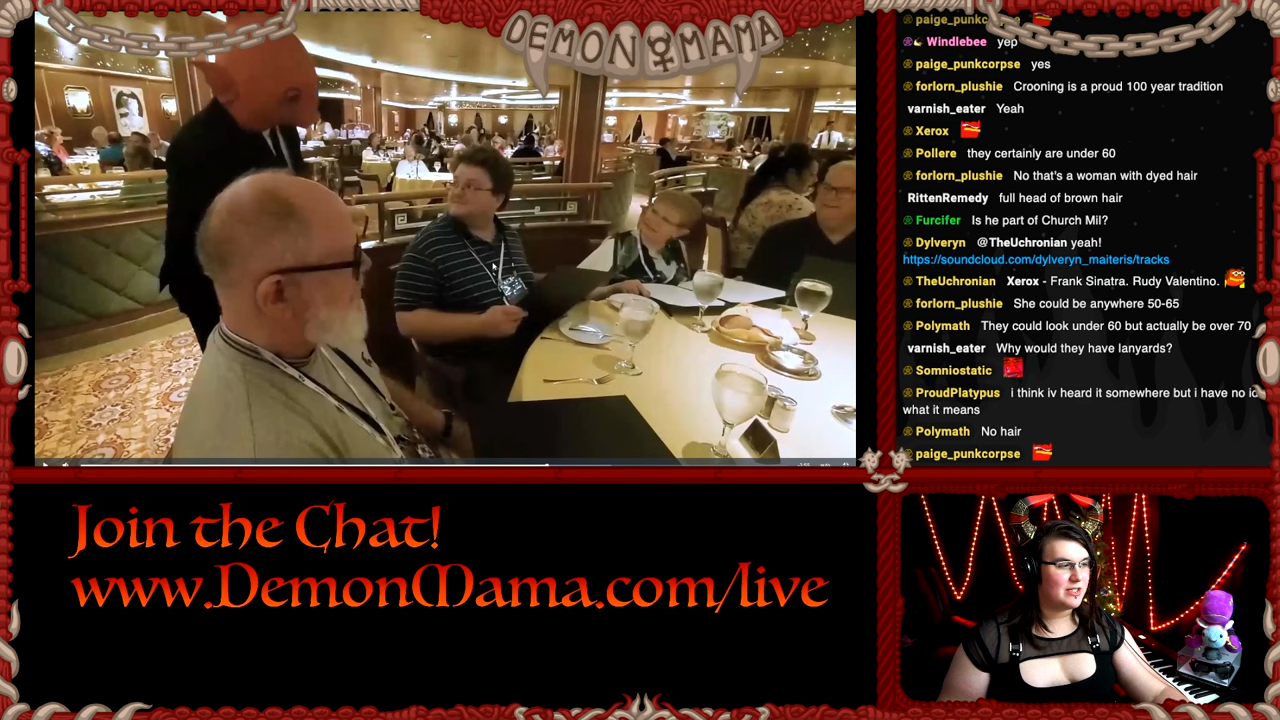 DEMON MAMA
paige_punkc
Windlebee yep
paige_punkcorpse yes
forlorn_plushie Crooning is a proud 100 year tradition
varnish_eater Yeah
Xerox
Pollere they certainly are under 60
forlorn_plushie No that's a woman with dyed hair
RittenRemedy full head of brown hair
Furcifer Is he part of Church Mil?
Dylveryn @TheUchronian yeah!
https://soundcloud.com/dylveryn_maiteris/tracks
TheUchronian Xerox - Frank Sinatra. Rudy Valentino.
forlorn_plushie She could be anywhere 50-65
Polymath They could look under 60 but actually be over 70
varnish_eater Why would they have lanyards?
Somniostatic
ProudPlatypus i think iv heard it somewhere but i have no
what it means
Polymath No hair
paige_punkcorpse
Join the Chat!
www.DemonMama.com/live